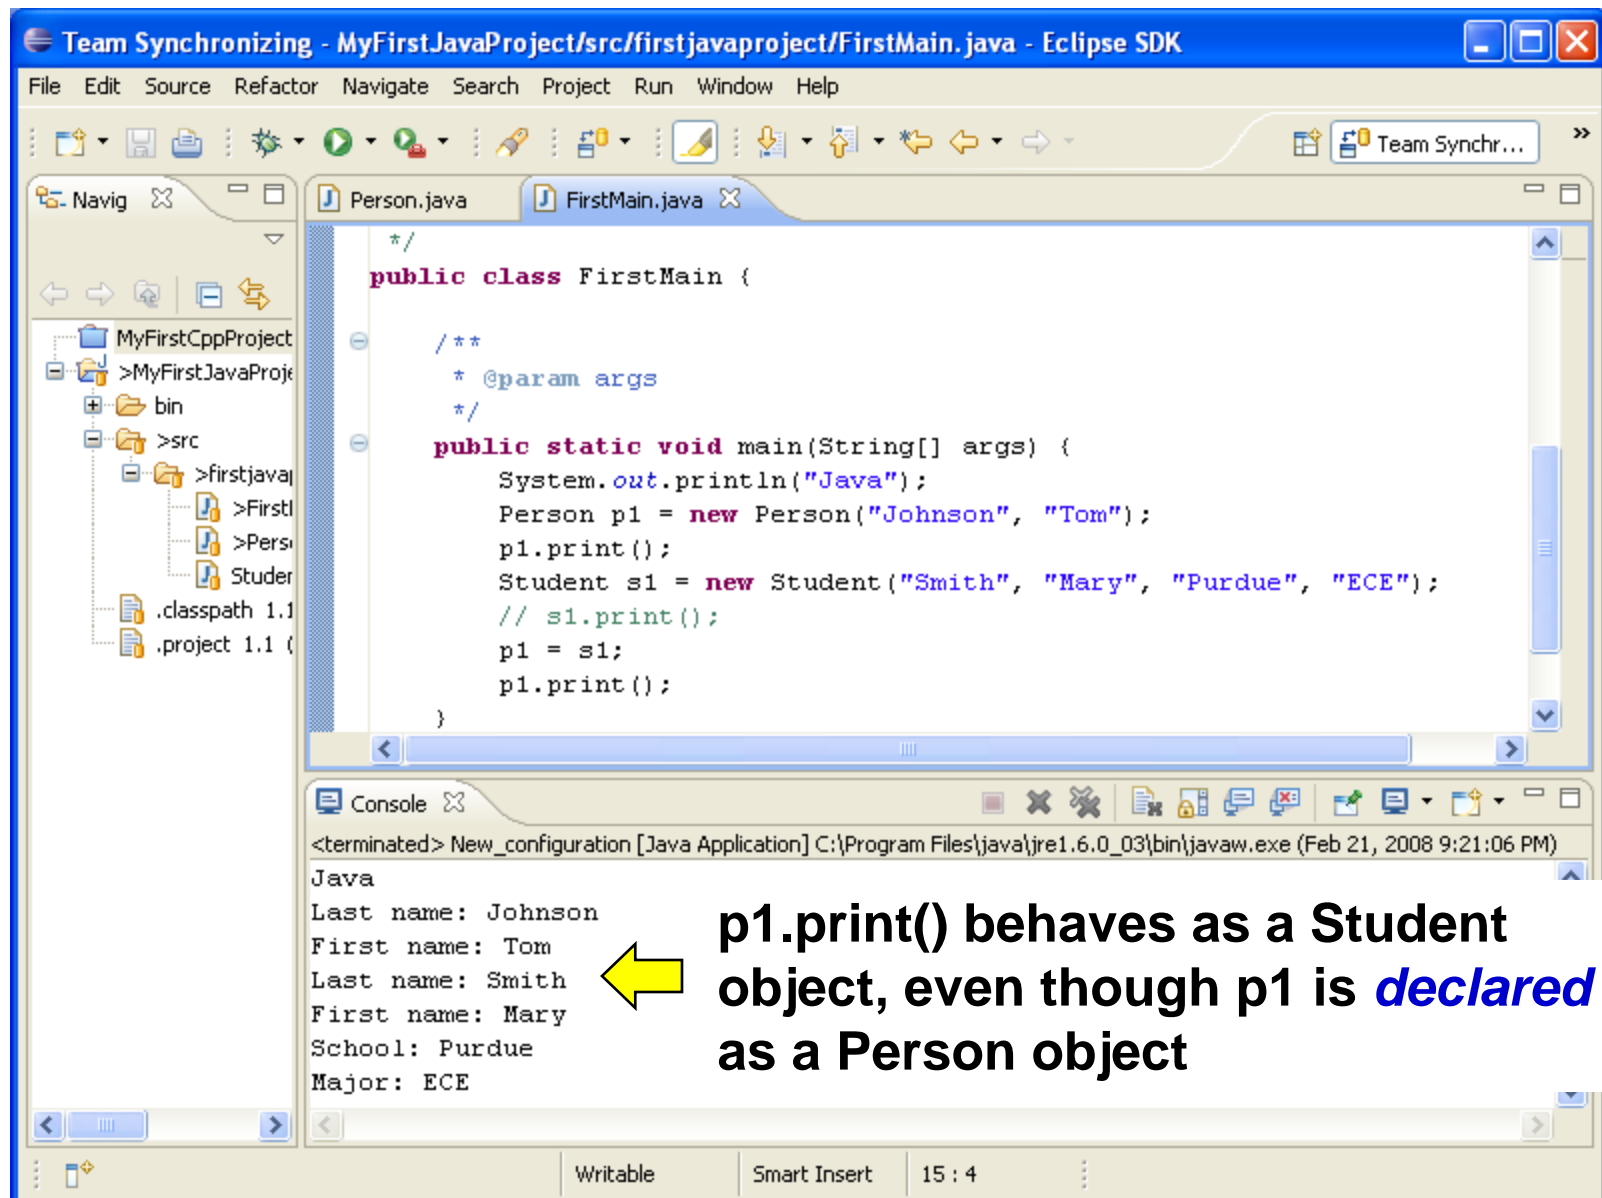 Team Synchronizing - MyFirstJavaProject/src/firstjavaproject/FirstMain.java - Eclipse SDK
File Edit Source Refactor Navigate Search Project Run Window Help
Team Synchr... »
Navig
Person.java FirstMain.java
MyFirstCppProject
>MyFirstJavaProje
bin
>src
>firstjavap
>First
>Pers
Studen
.classpath 1.1
.project 1.1 (
*/
public class FirstMain {
/**
* @param args
*/
public static void main(String[] args) {
System.out.println("Java");
Person p1 = new Person("Johnson", "Tom");
p1.print();
Student s1 = new Student("Smith", "Mary", "Purdue", "ECE");
// s1.print();
p1 = s1;
p1.print();
}
Console
<terminated> New_configuration [Java Application] C:\Program Files\java\jre1.6.0_03\bin\javaw.exe (Feb 21, 2008 9:21:06 PM)
Java
Last name: Johnson
First name: Tom
Last name: Smith
First name: Mary
School: Purdue
Major: ECE
p1.print() behaves as a Student
object, even though p1 is declared
as a Person object
Writable Smart Insert 15 : 4